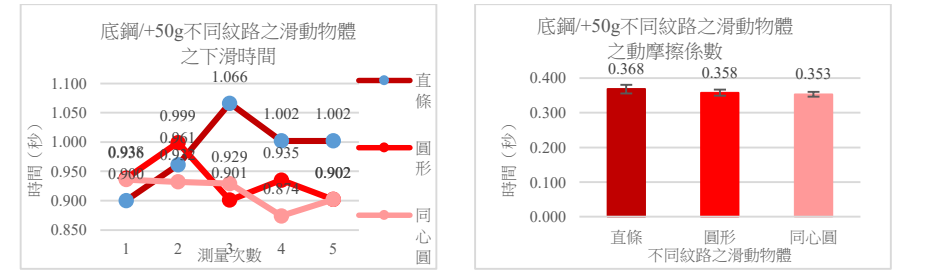 底鋼/+50g不同紋路之滑動物體
之下滑時間
1.100
1.050
1.000
0.950
0.900
0.850
時間（秒）
0.900
0.961
1.066
1.002
1.002
0.999
0.901
0.935
0.902
0.936
0.929
0.874
1
2
3
4
5
測量次數
直條
圓形
同心圓
底鋼/+50g不同紋路之滑動物體
之動摩擦係數
0.400
0.300
0.200
0.100
0.000
時間（秒）
0.368
0.358
0.353
直條
圓形
同心圓
不同紋路之滑動物體